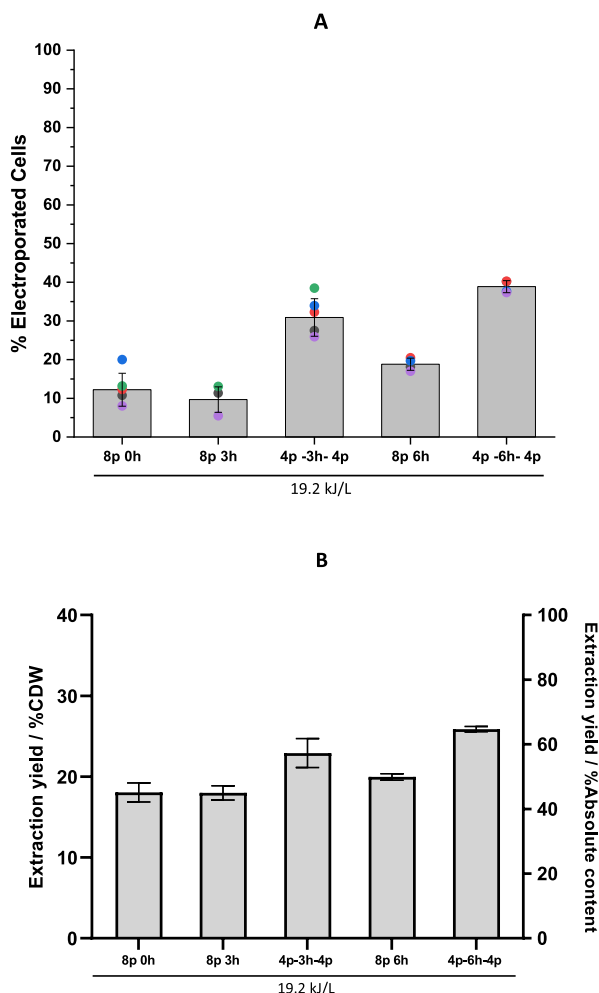 A
% Electroporated Cells
100
90
80
70
60
50
40
30
20
10
0
8p 0h
8p 3h
4p -3h- 4p
8p 6h
4p -6h- 4p
19.2 kJ/L
B
Extraction yield / %CDW
40
30
20
10
0
100
80
60
40
20
0
Extraction yield / %Absolute content
8p 0h
8p 3h
4p-3h-4p
8p 6h
4p-6h-4p
19.2 kJ/L